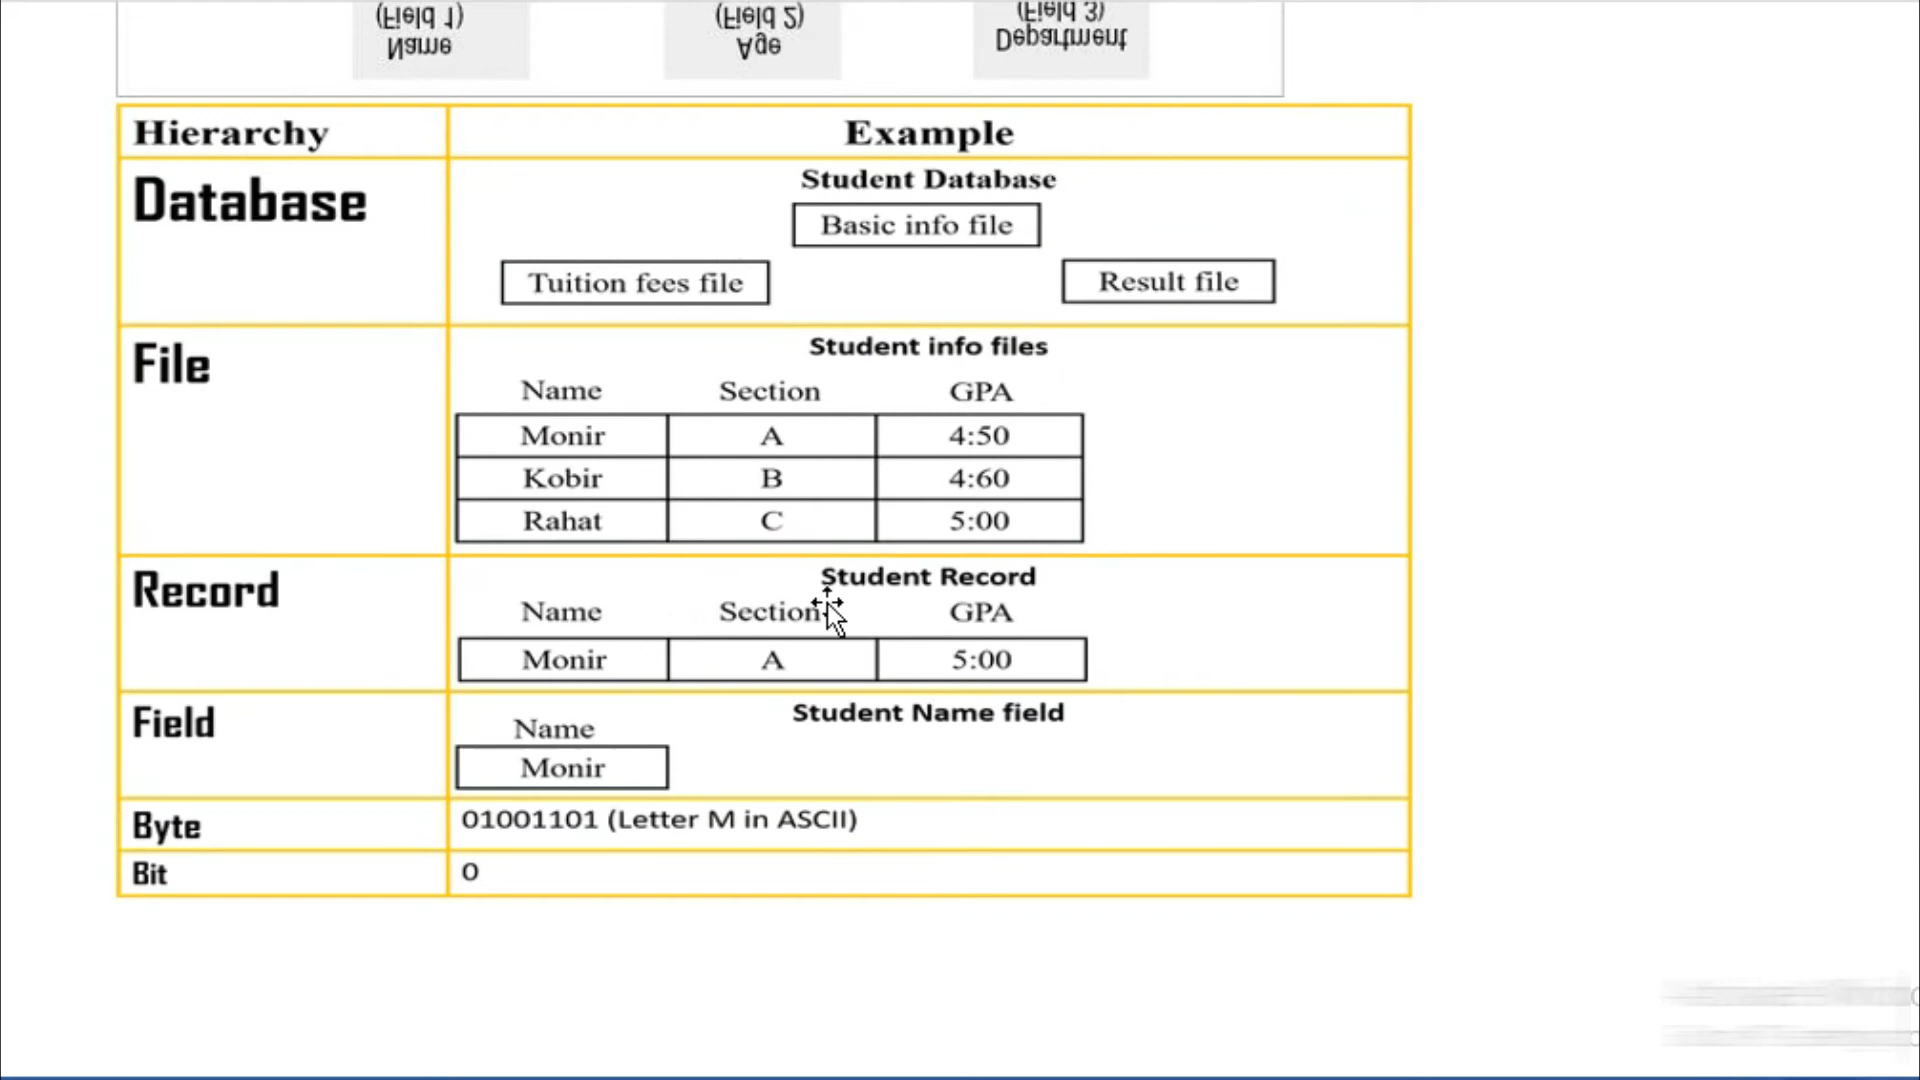 (Field 1) (Field 2) (Field 3)
Name Age Department
Hierarchy Example
Database Student Database
Basic info file
Tuition fees file Result file
File Student info files
Name Section GPA
Monir A 4:50
Kobir B 4:60
Rahat C 5:00
Record Student Record
Name Section GPA
Monir A 5:00
Field Student Name field
Name
Monir
Byte 01001101 (Letter M in ASCII)
Bit 0